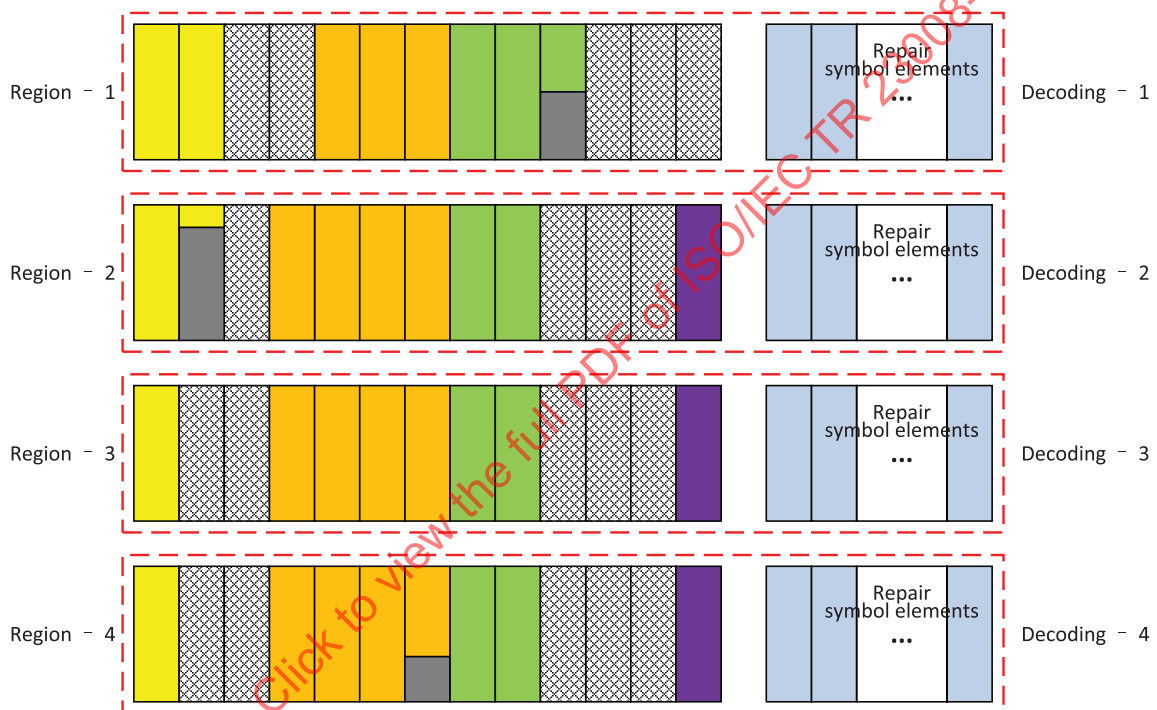 Region - 1
Repair
symbol elements
...
Decoding - 1
Region - 2
Repair
symbol elements
...
Decoding - 2
Region - 3
Repair
symbol elements
...
Decoding - 3
Region - 4
Repair
symbol elements
...
Decoding - 4
Click to view the full PDF of ISO/IEC TR 23008-